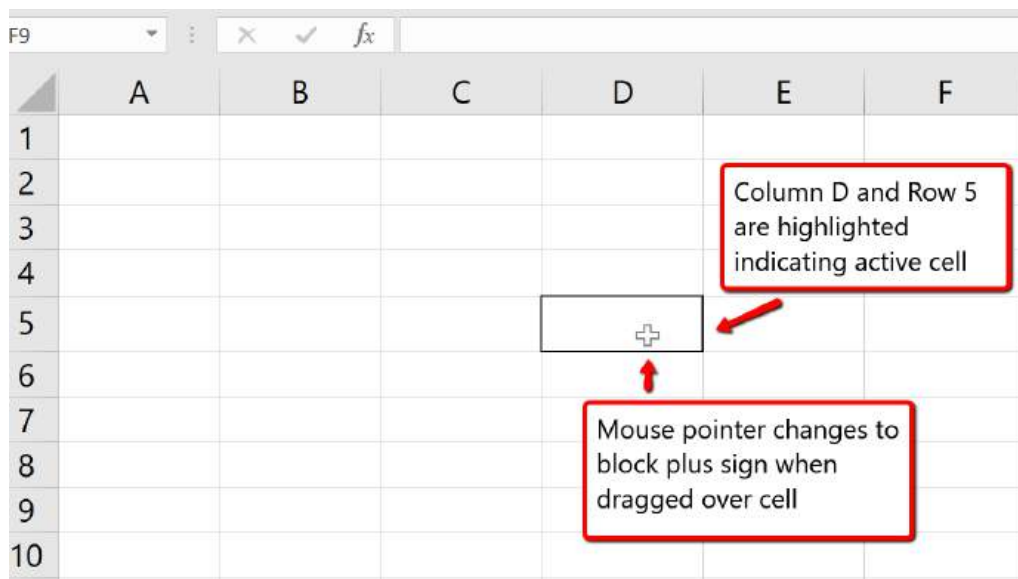 F9 fx
A B C D E F
1
2
3
4
5
6
7
8
9
10
Column D and Row 5
are highlighted
indicating active cell
Mouse pointer changes to
block plus sign when
dragged over cell